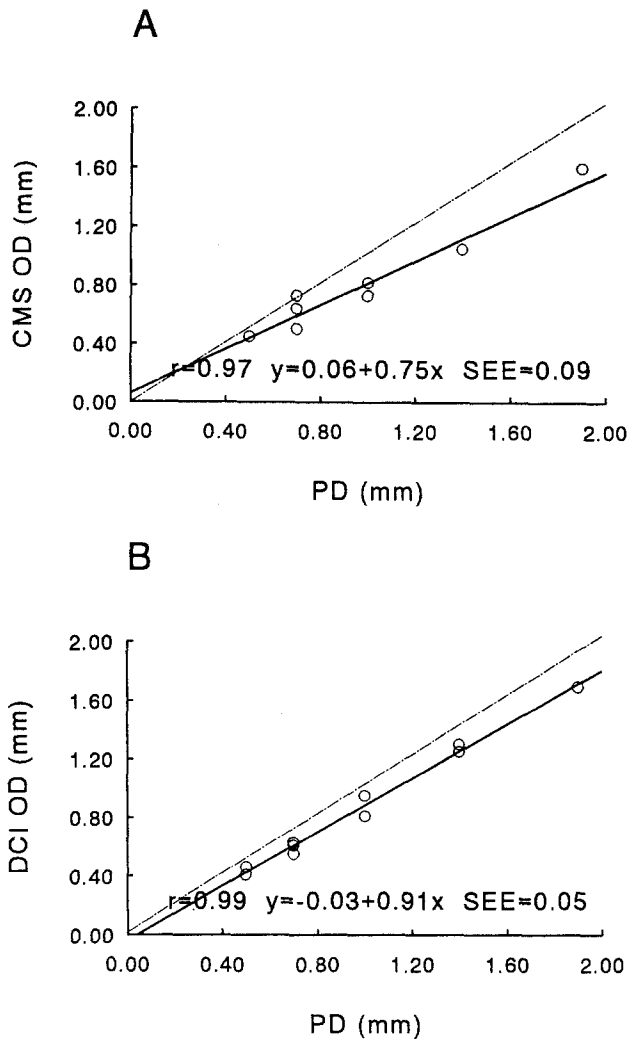 A
2.00
1.60
1.20
0.80
0.40
0.00
CMS OD (mm)
r=0.97 y=0.06+0.75x SEE=0.09
0.00 0.40 0.80 1.20 1.60 2.00
PD (mm)
B
2.00
1.60
1.20
0.80
0.40
0.00
DCI OD (mm)
r=0.99 y=-0.03+0.91x SEE=0.05
0.00 0.40 0.80 1.20 1.60 2.00
PD (mm)